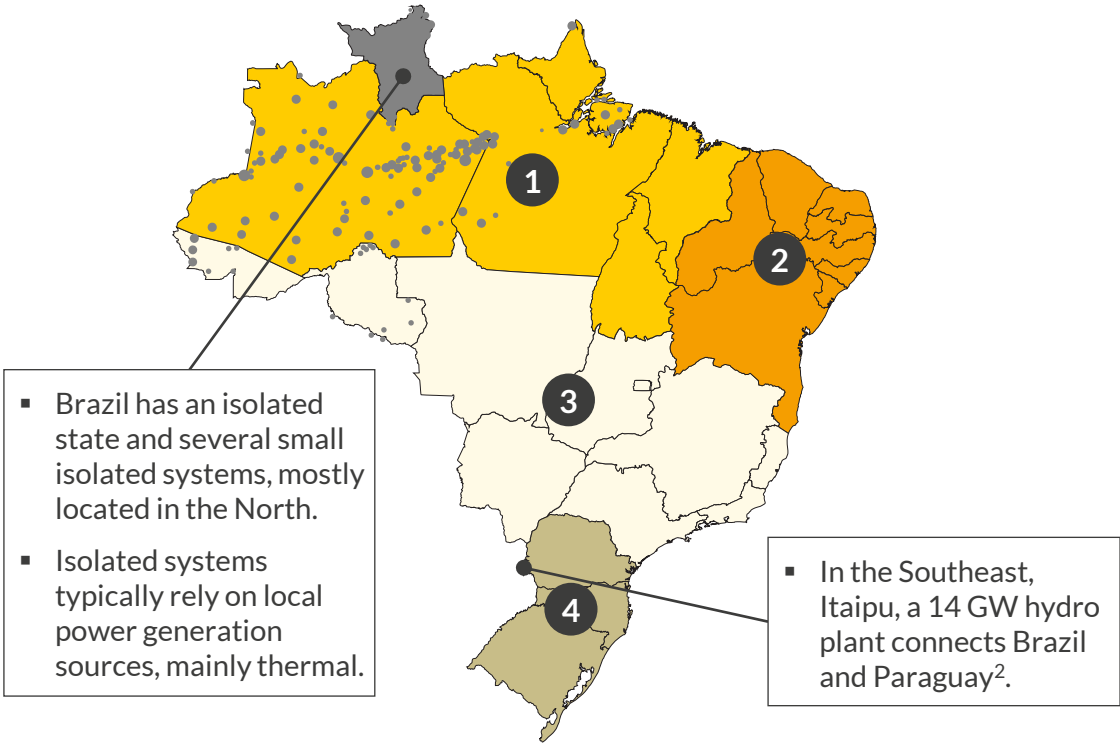 1
2
3
4
▪ Brazil has an isolated
state and several small
isolated systems, mostly
located in the North.
▪ Isolated systems
typically rely on local
power generation
sources, mainly thermal.
▪ In the Southeast,
Itaipu, a 14 GW hydro
plant connects Brazil
and Paraguay².